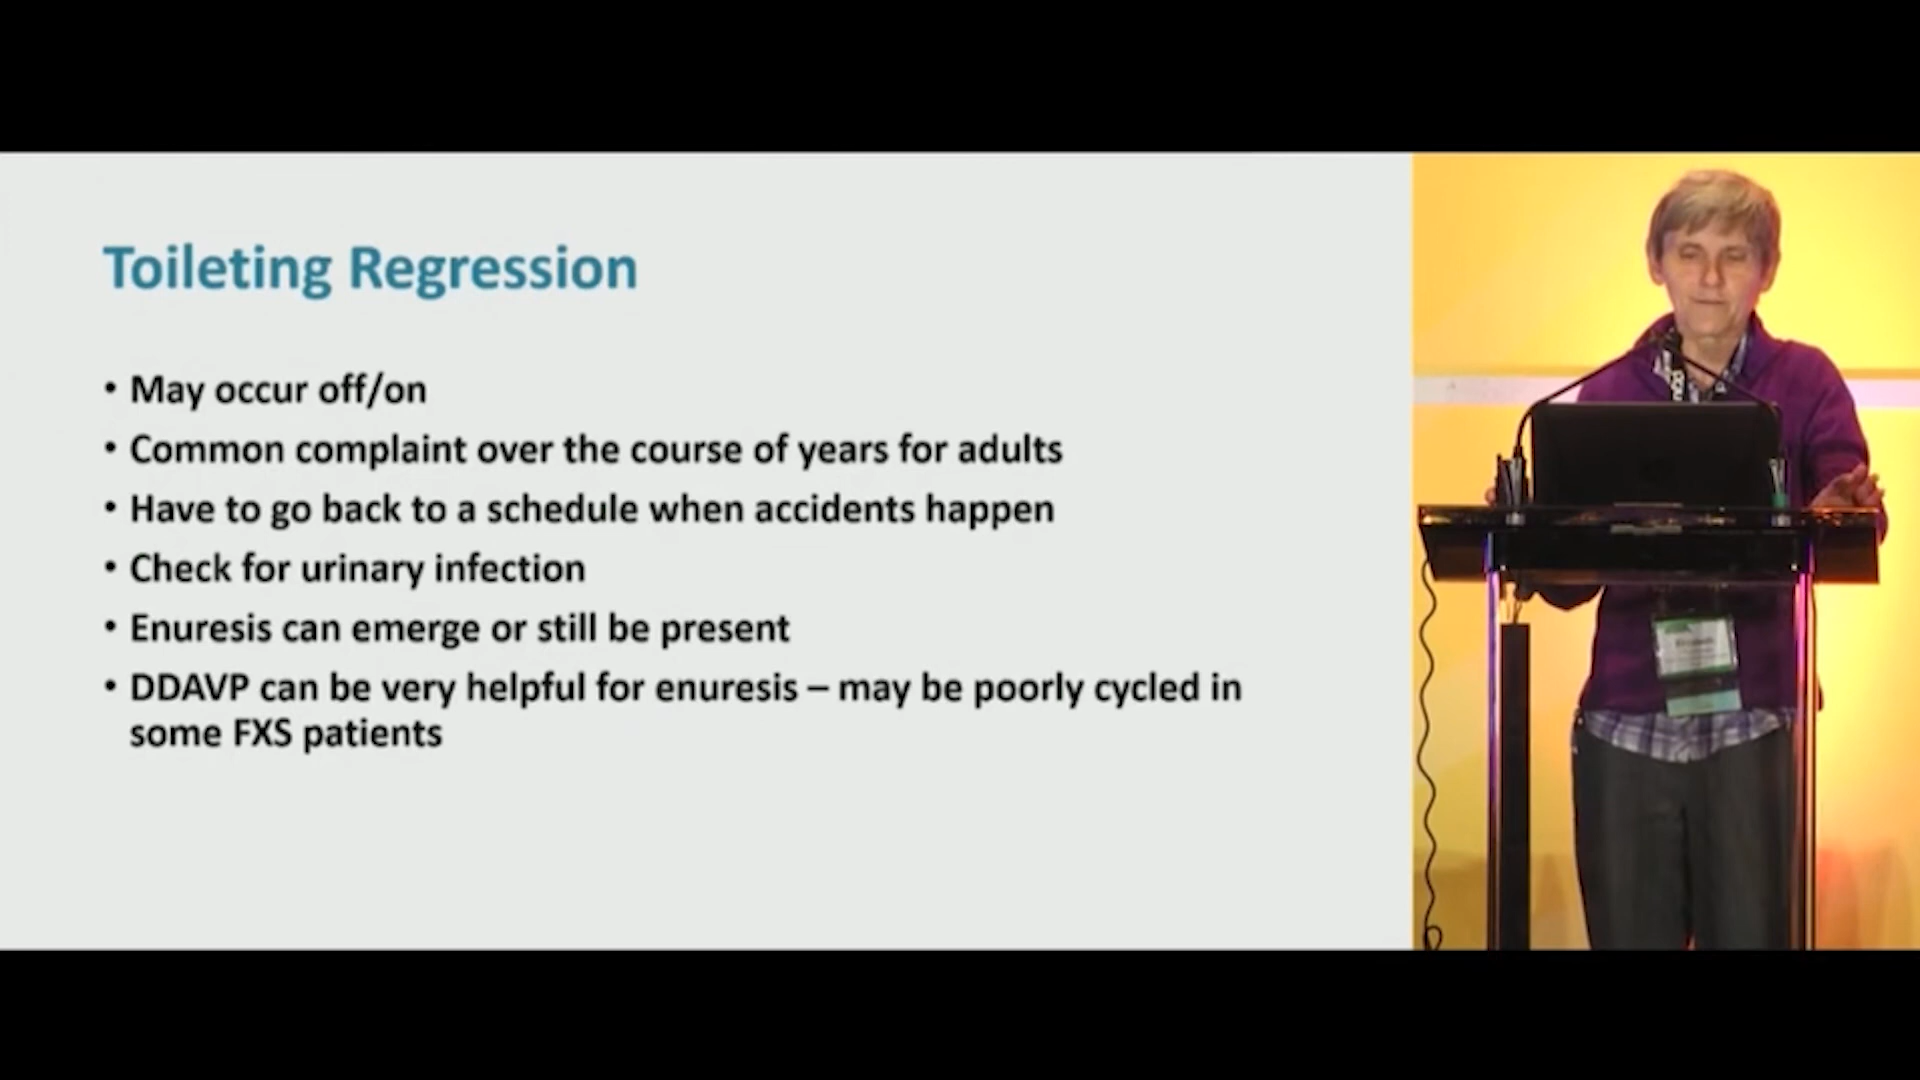 Toileting Regression
• May occur off/on
• Common complaint over the course of years for adults
• Have to go back to a schedule when accidents happen
• Check for urinary infection
• Enuresis can emerge or still be present
• DDAVP can be very helpful for enuresis – may be poorly cycled in
some FXS patients